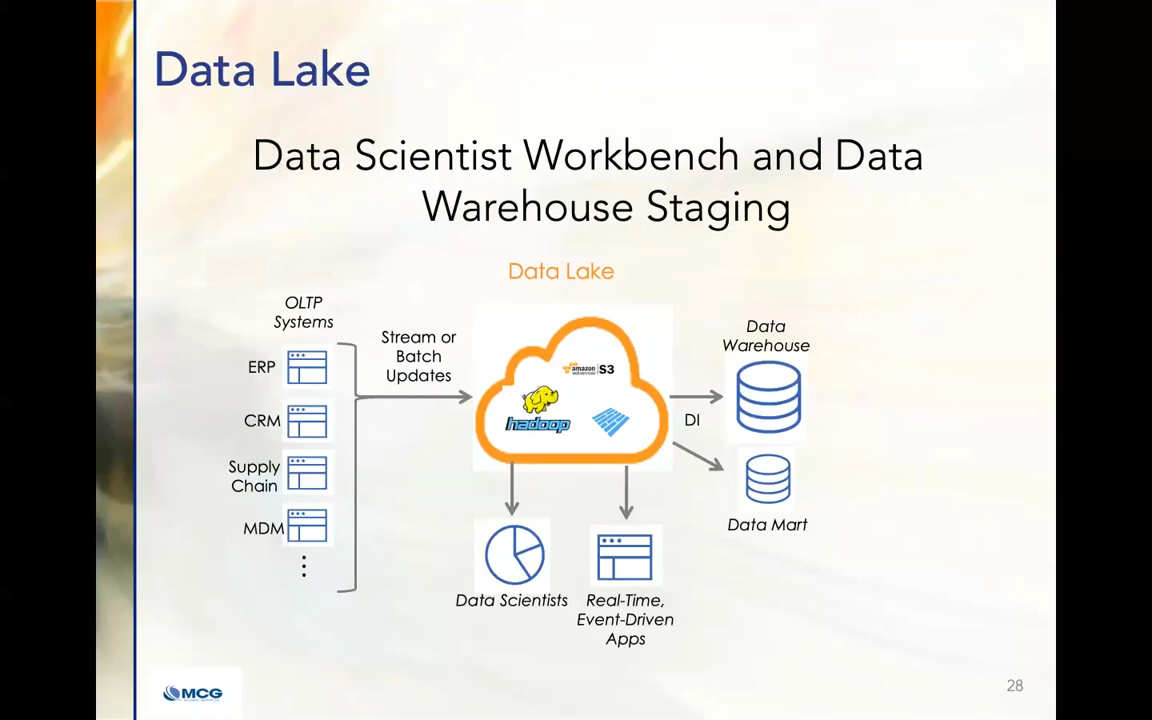 Data Lake
Data Scientist Workbench and Data
Warehouse Staging
Data Lake
OLTP
Systems
ERP
CRM
Supply
Chain
MDM
Stream or
Batch
Updates
amazon
S3
hadoop
DI
Data
Warehouse
Data Mart
Data Scientists
Real-Time,
Event-Driven
Apps
MCG
28